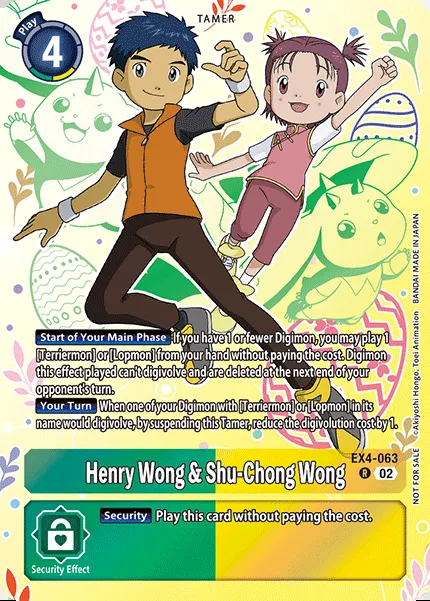 TAMER
Play
4
Start of Your Main Phase If you have 1 or fewer Digimon, you may play 1
[Terriermon] or [Lopmon] from your hand without paying the cost. Digimon
this effect played can't digivolve and are deleted at the next end of your
opponent's turn.
Your Turn When one of your Digimon with [Terriermon] or [Lopmon] in its
name would digivolve, by suspending this Tamer, reduce the digivolution cost by 1.
EX4-063
Henry Wong & Shu-Chong Wong
R 02
Security Play this card without paying the cost.
Security Effect
NOT FOR SALE ©Akiyoshi Hongo, Toei Animation BANDAI MADE IN JAPAN